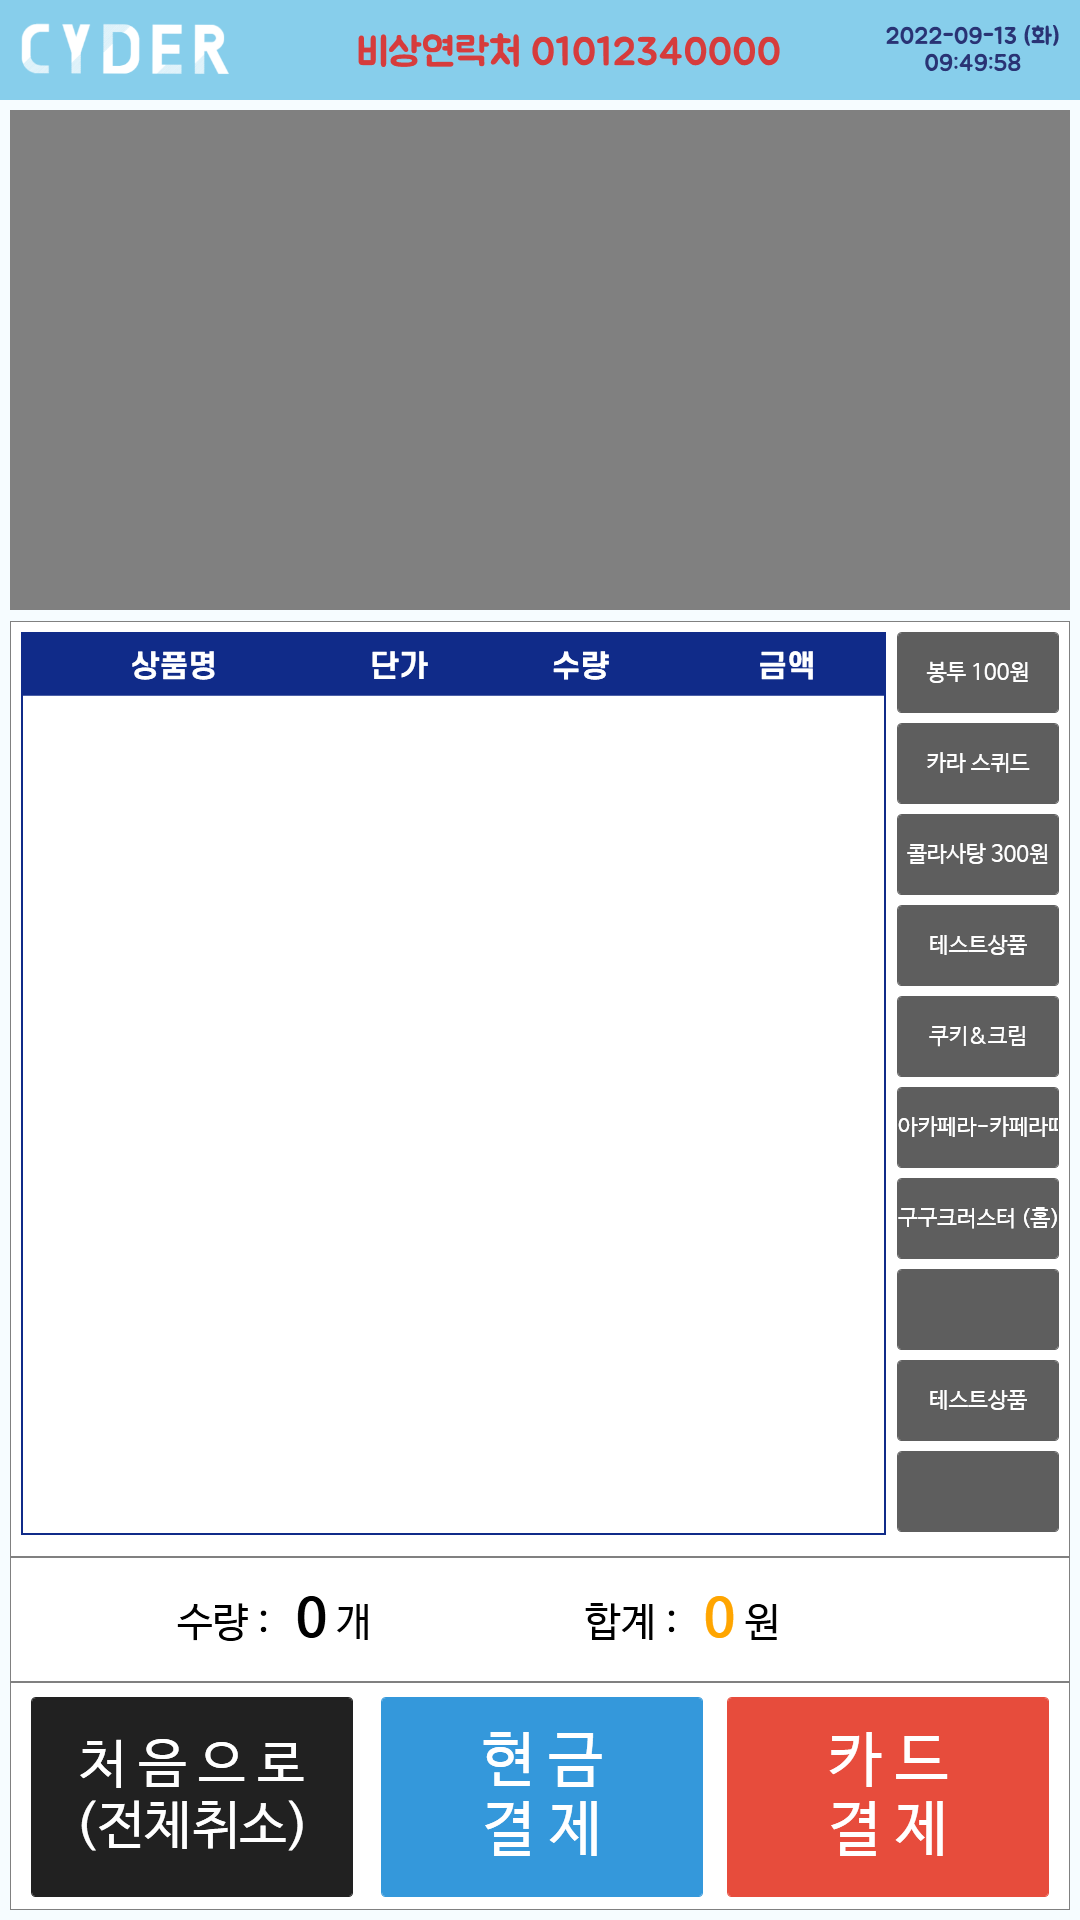 CYDER
비상연락처 01012340000
2022-09-13 (화)
09:49:58
상품명 단가 수량 금액
봉투 100원
카라 스퀴드
콜라사탕 300원
테스트상품
쿠키&크림
아카페라-카페라떼
구구크러스터 (홈)
테스트상품
수량 : 0 개 합계 : 0 원
처음으로
(전체취소)
현금
결제
카드
결제